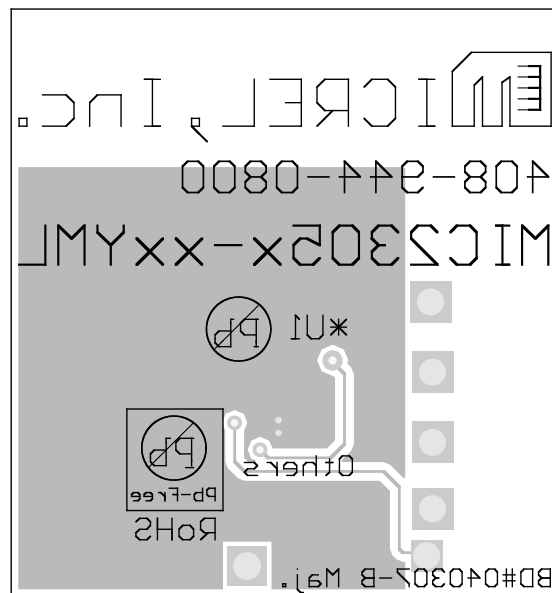 MICREL, Inc.
408-944-0800
MIC2305x-xxYML
*U1
Pb
Pb
Pb-Free
Others
RoHS
BD#040307-B Maj.